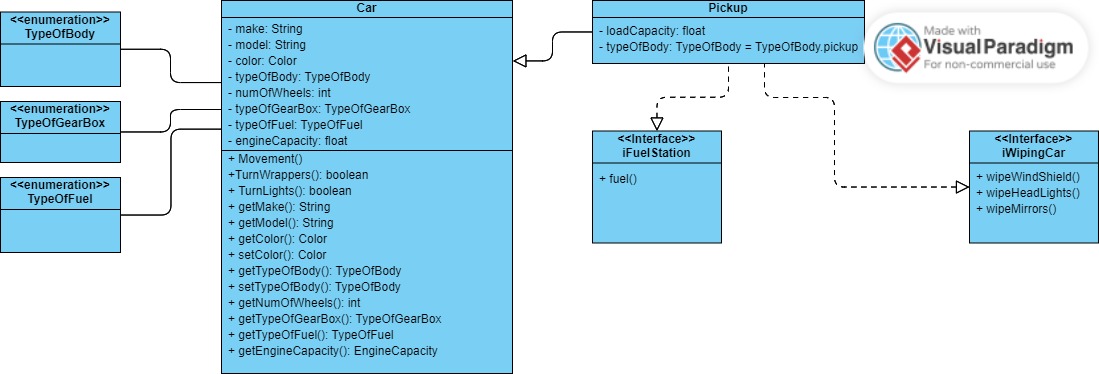 <<enumeration>>
TypeOfBody
<<enumeration>>
TypeOfGearBox
<<enumeration>>
TypeOfFuel
Car
- make: String
- model: String
- color: Color
- typeOfBody: TypeOfBody
- numOfWheels: int
- typeOfGearBox: TypeOfGearBox
- typeOfFuel: TypeOfFuel
- engineCapacity: float
+ Movement()
+TurnWrappers(): boolean
+ TurnLights(): boolean
+ getMake(): String
+ getModel(): String
+ getColor(): Color
+ setColor(): Color
+ getTypeOfBody(): TypeOfBody
+ setTypeOfBody(): TypeOfBody
+ getNumOfWheels(): int
+ getTypeOfGearBox(): TypeOfGearBox
+ getTypeOfFuel(): TypeOfFuel
+ getEngineCapacity(): EngineCapacity
Pickup
- loadCapacity: float
- typeOfBody: TypeOfBody = TypeOfBody.pickup
<<Interface>>
iFuelStation
+ fuel()
<<Interface>>
iWipingCar
+ wipeWindShield()
+ wipeHeadLights()
+ wipeMirrors()
Made with
VisualParadigm
For non-commercial use